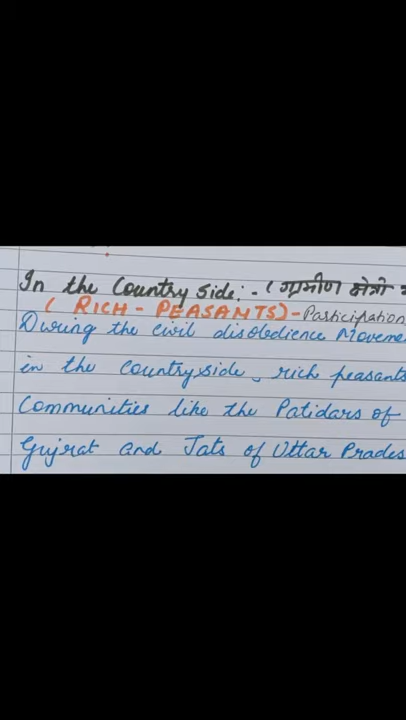 In the Country side:- (ग्रामीण क्षेत्रो
( RICH - PEASANTS) - Participation
During the civil disobedience Moveme
in the countryside, rich peasants
Communities like the Patidars of
Gujrat and Jats of Uttar Prades